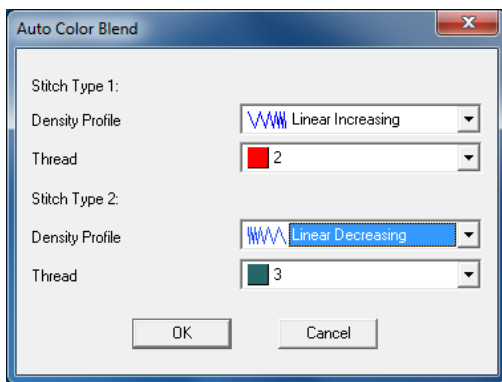 Auto Color Blend
Stitch Type 1:
Density Profile Linear Increasing
Thread 2
Stitch Type 2:
Density Profile Linear Decreasing
Thread 3
OK Cancel